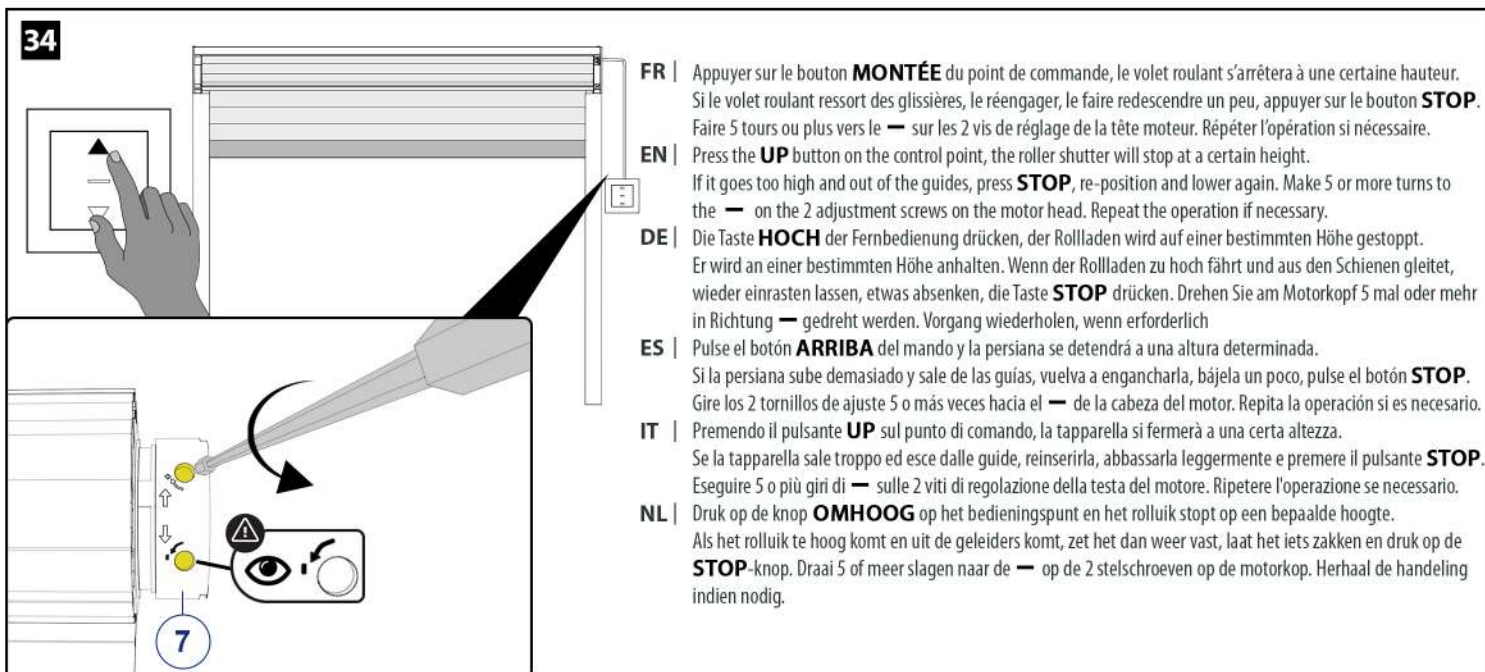 34
FR | Appuyer sur le bouton MONTÉE du point de commande, le volet roulant s'arrêtera à une certaine hauteur.
Si le volet roulant ressort des glissières, le réengager, le faire redescendre un peu, appuyer sur le bouton STOP.
Faire 5 tours ou plus vers le — sur les 2 vis de réglage de la tête moteur. Répéter l'opération si nécessaire.
EN | Press the UP button on the control point, the roller shutter will stop at a certain height.
If it goes too high and out of the guides, press STOP, re-position and lower again. Make 5 or more turns to
the — on the 2 adjustment screws on the motor head. Repeat the operation if necessary.
DE | Die Taste HOCH der Fernbedienung drücken, der Rollladen wird auf einer bestimmten Höhe gestoppt.
Er wird an einer bestimmten Höhe anhalten. Wenn der Rollladen zu hoch fährt und aus den Schienen gleitet,
wieder einrasten lassen, etwas absenken, die Taste STOP drücken. Drehen Sie am Motorkopf 5 mal oder mehr
in Richtung — gedreht werden. Vorgang wiederholen, wenn erforderlich
ES | Pulse el botón ARRIBA del mando y la persiana se detendrá a una altura determinada.
Si la persiana sube demasiado y sale de las guías, vuelva a engancharla, bájela un poco, pulse el botón STOP.
Gire los 2 tornillos de ajuste 5 o más veces hacia el — de la cabeza del motor. Repita la operación si es necesario.
IT | Premendo il pulsante UP sul punto di comando, la tapparella si fermerà a una certa altezza.
Se la tapparella sale troppo ed esce dalle guide, reinserirla, abbassarla leggermente e premere il pulsante STOP.
Eseguire 5 o più giri di — sulle 2 viti di regolazione della testa del motore. Ripetere l'operazione se necessario.
NL | Druk op de knop OMHOOG op het bedieningspunt en het rolluik stopt op een bepaalde hoogte.
Als het rolluik te hoog komt en uit de geleiders komt, zet het dan weer vast, laat het iets zakken en druk op de
STOP-knop. Draai 5 of meer slagen naar de — op de 2 stelschroeven op de motorkop. Herhaal de handeling
indien nodig.
7